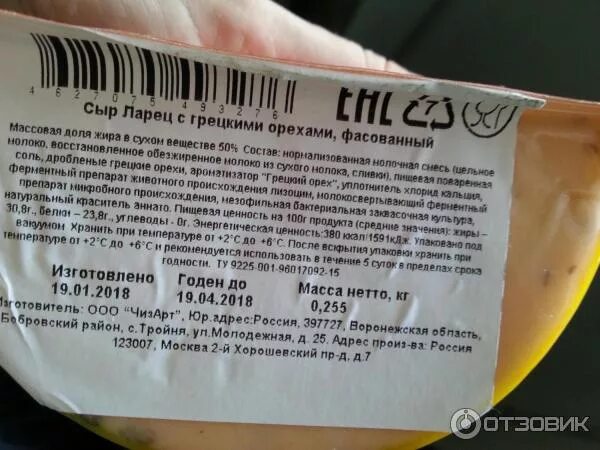 4627075493276
EAC
7
Сыр Ларец с грецкими орехами, фасованный
Массовая доля жира в сухом веществе 50% Состав: нормализованная молочная смесь (цельное
молоко, восстановленное обезжиренное молоко из сухого молока, сливки), пищевая поваренная
соль, дробленые грецкие орехи, ароматизатор "Грецкий орех", уплотнитель хлорид кальция,
ферментный препарат животного происхождения лизоцим, молокосвертывающий ферментный
препарат микробного происхождения, мезофильная бактериальная заквасочная культура,
натуральный краситель аннато. Пищевая ценность на 100г продукта (средние значения): жиры –
30,8г., белки – 23,8г., углеводы - 0г. Энергетическая ценность:380 ккал/1591кДж. Упаковано под
вакуумом Хранить при температуре от +2°С до +6°С. После вскрытия упаковки хранить при
температуре от +2°С до +6°С и рекомендуется использовать в течение 5 суток в пределах срока
годности. ТУ 9225-001-96017092-15
Изготовлено Годен до Масса нетто, кг
19.01.2018 19.04.2018 0,255
Изготовитель: ООО "ЧизАрт", Юр.адрес:Россия, 397727, Воронежская область,
Бобровский район, с.Тройня, ул.Молодежная, д. 25. Адрес произ-ва: Россия
123007, Москва 2-й Хорошевский пр-д, д.7
ОТЗОВИК